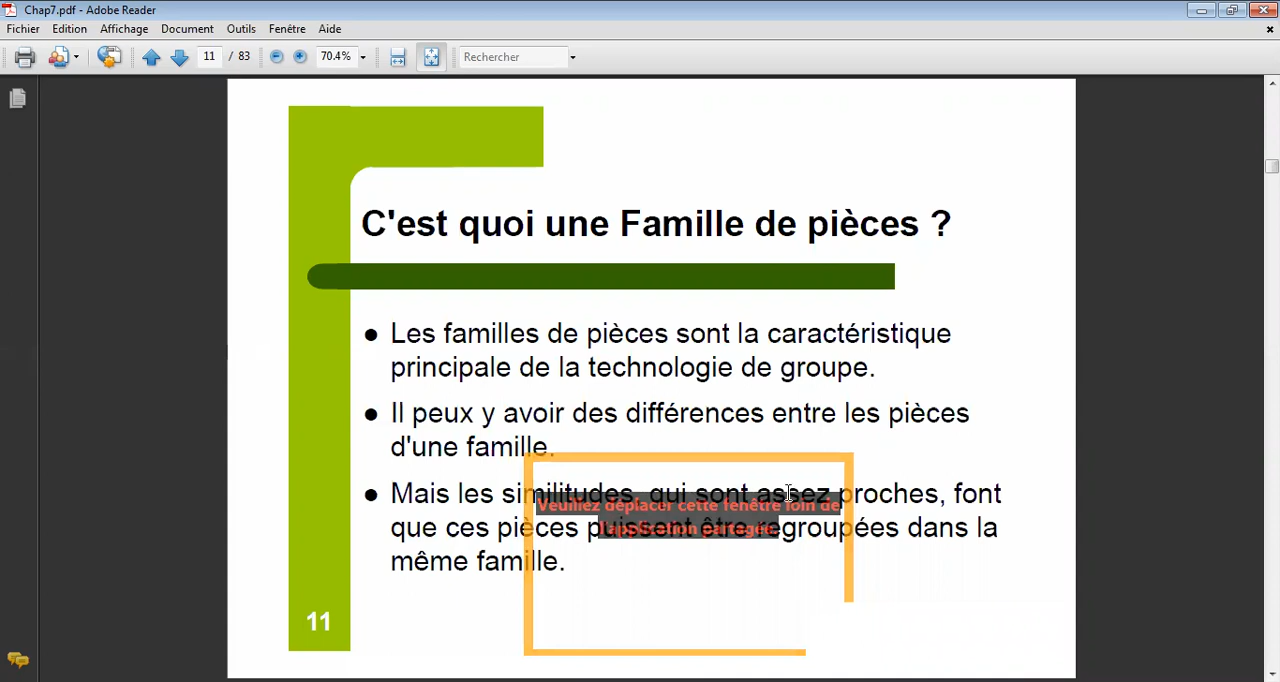 Chap7.pdf - Adobe Reader
Fichier Edition Affichage Document Outils Fenêtre Aide
11 / 83 70.4% Rechercher
C'est quoi une Famille de pièces ?
● Les familles de pièces sont la caractéristique
principale de la technologie de groupe.
● Il peux y avoir des différences entre les pièces
d'une famille.
● Mais les similitudes, qui sont assez proches, font
que ces pièces puissent être regroupées dans la
même famille.
Veuillez déplacer cette fenêtre loin de
l'application partagée.
11